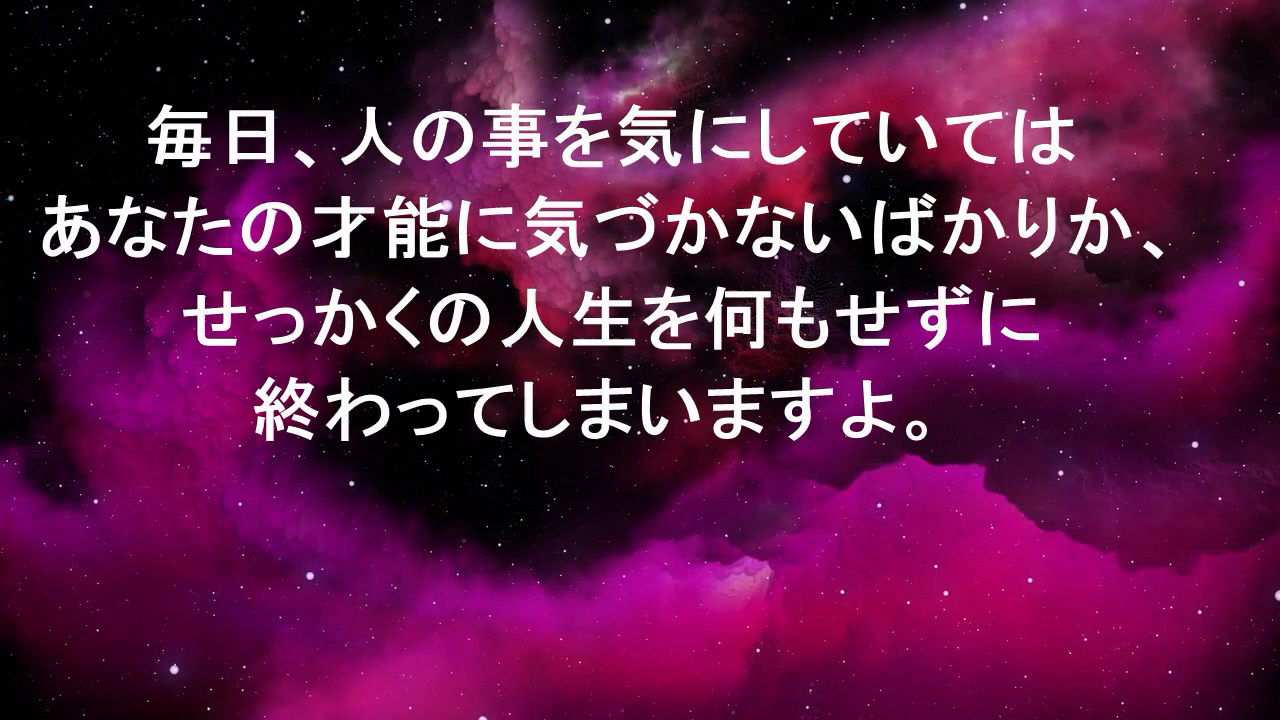 毎日、人の事を気にしていては
あなたの才能に気づかないばかりか、
せっかくの人生を何もせずに
終わってしまいますよ。